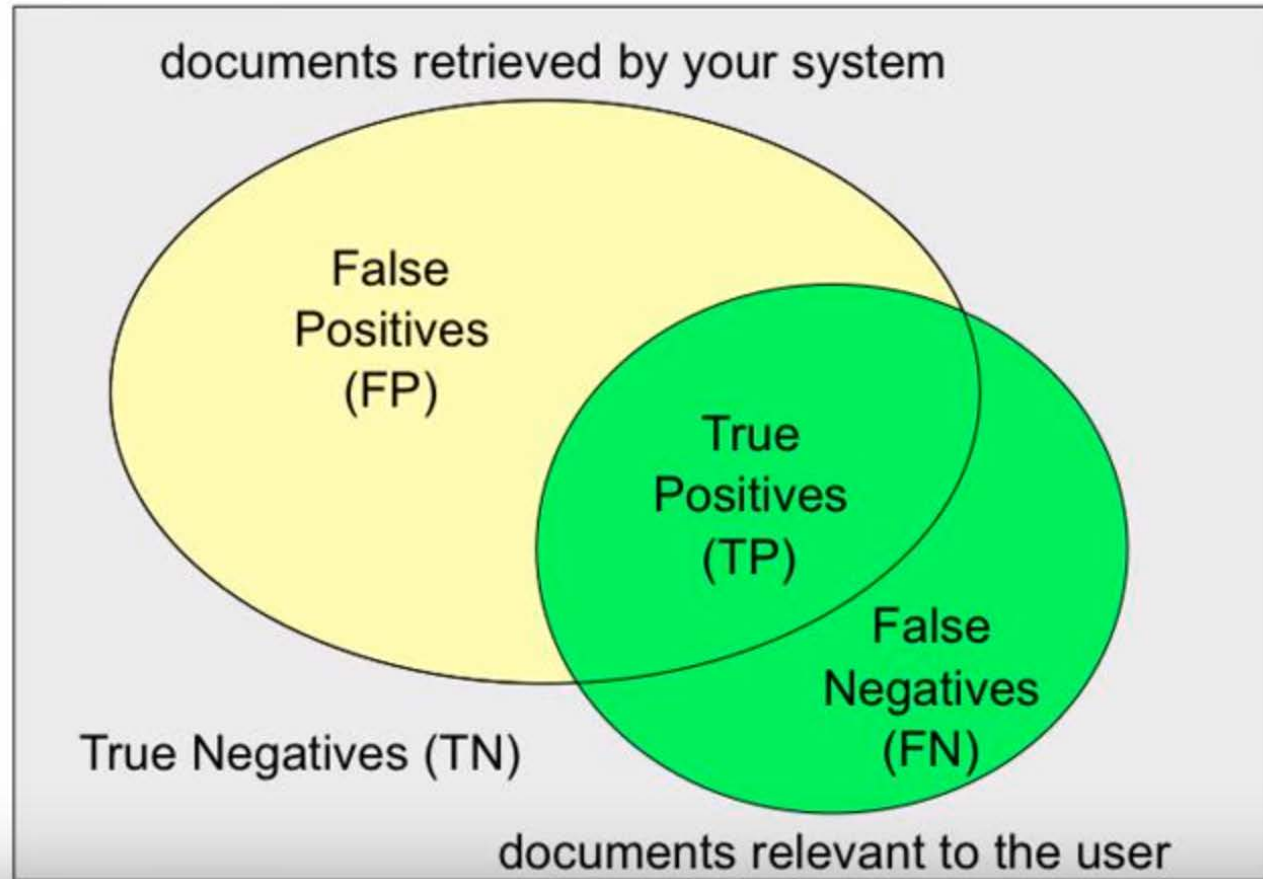 documents retrieved by your system
False
Positives
(FP)
True
Positives
(TP)
False
Negatives
(FN)
True Negatives (TN)
documents relevant to the user